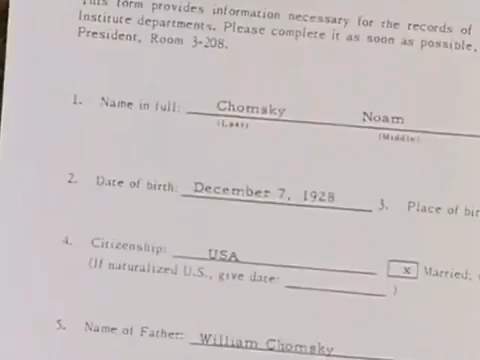 This form provides information necessary for the records of
Institute departments. Please complete it as soon as possible,
President, Room 3-208.
1. Name in full: Chomsky Noam
(Last) (Middle)
2. Date of birth: December 7, 1928 3. Place of bir
4. Citizenship: USA x Married;
(If naturalized U.S., give date: )
5. Name of Father: William Chomsky